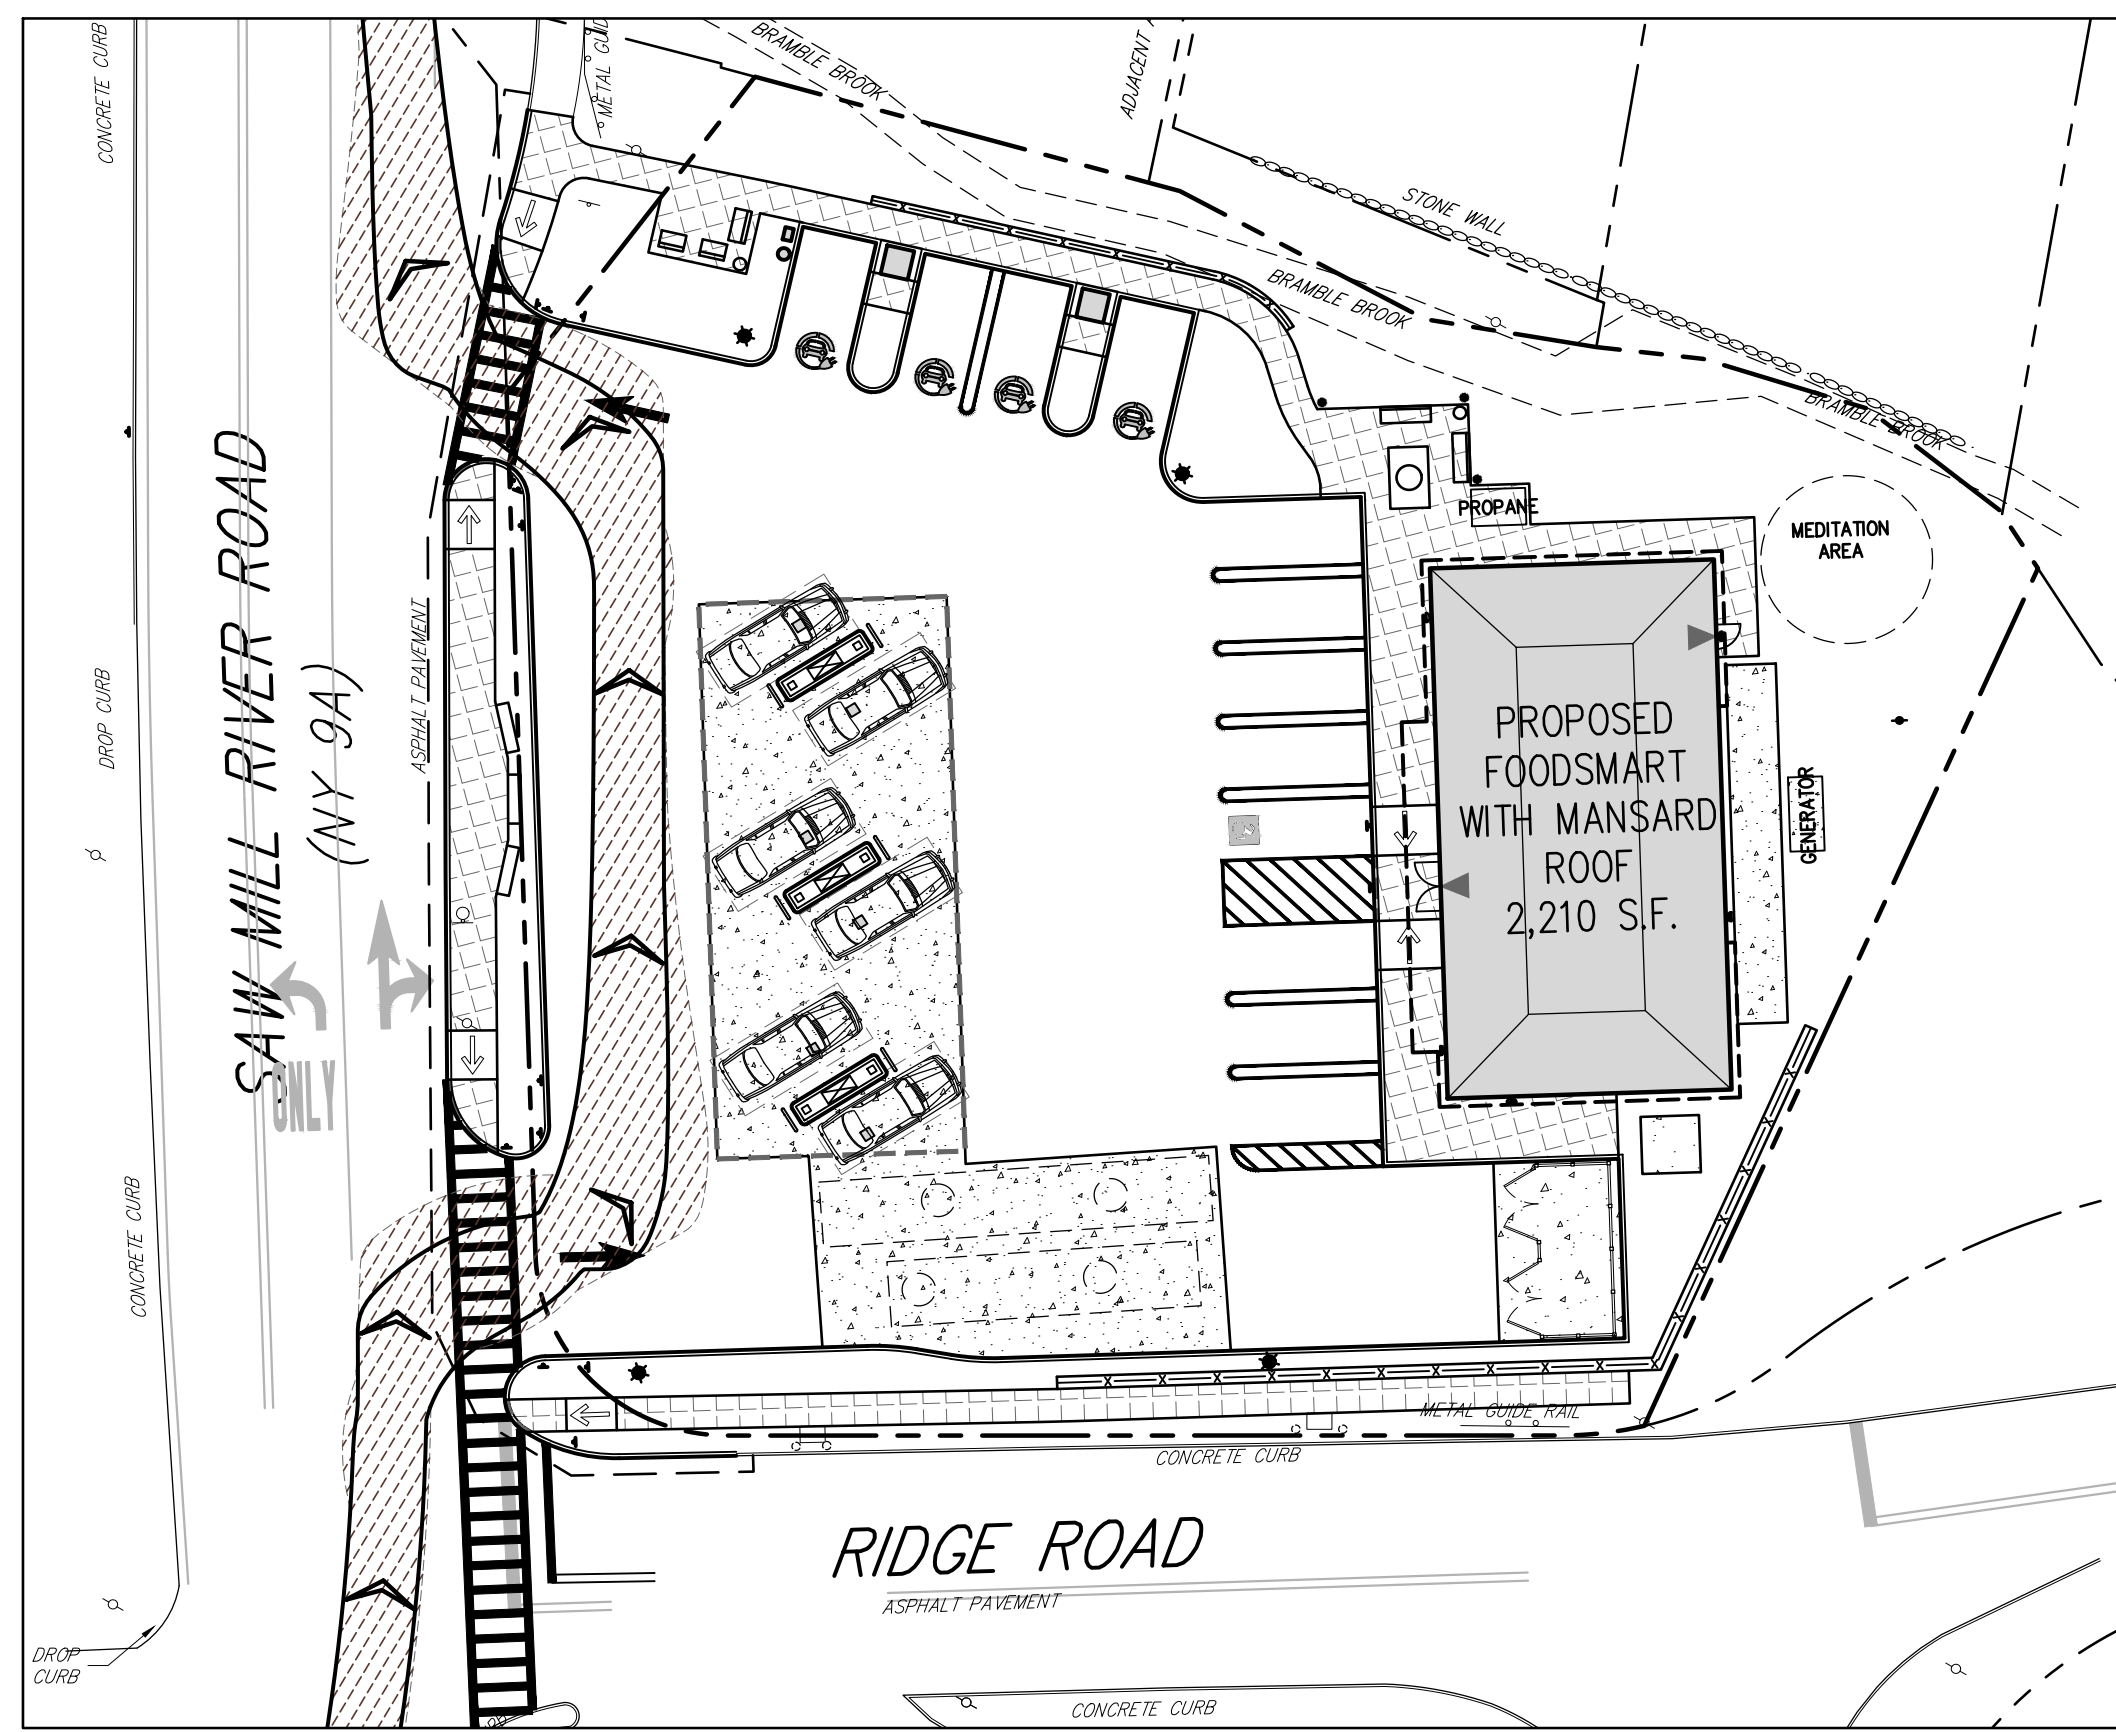 CONCRETE CURB
METAL GUID
BRAMBLE BROOK
ADJACENT
STONE WALL
BRAMBLE BROOK
BRAMBLE BROOK
PROPANE
MEDITATION
AREA
SAW MILL RIVER ROAD
(NY 9A)
ASPHALT PAVEMENT
DROP CURB
PROPOSED
FOODSMART
WITH MANSARD
ROOF
2,210 S.F.
GENERATOR
ONLY
CONCRETE CURB
METAL GUIDE RAIL
CONCRETE CURB
RIDGE ROAD
ASPHALT PAVEMENT
DROP
CURB
CONCRETE CURB